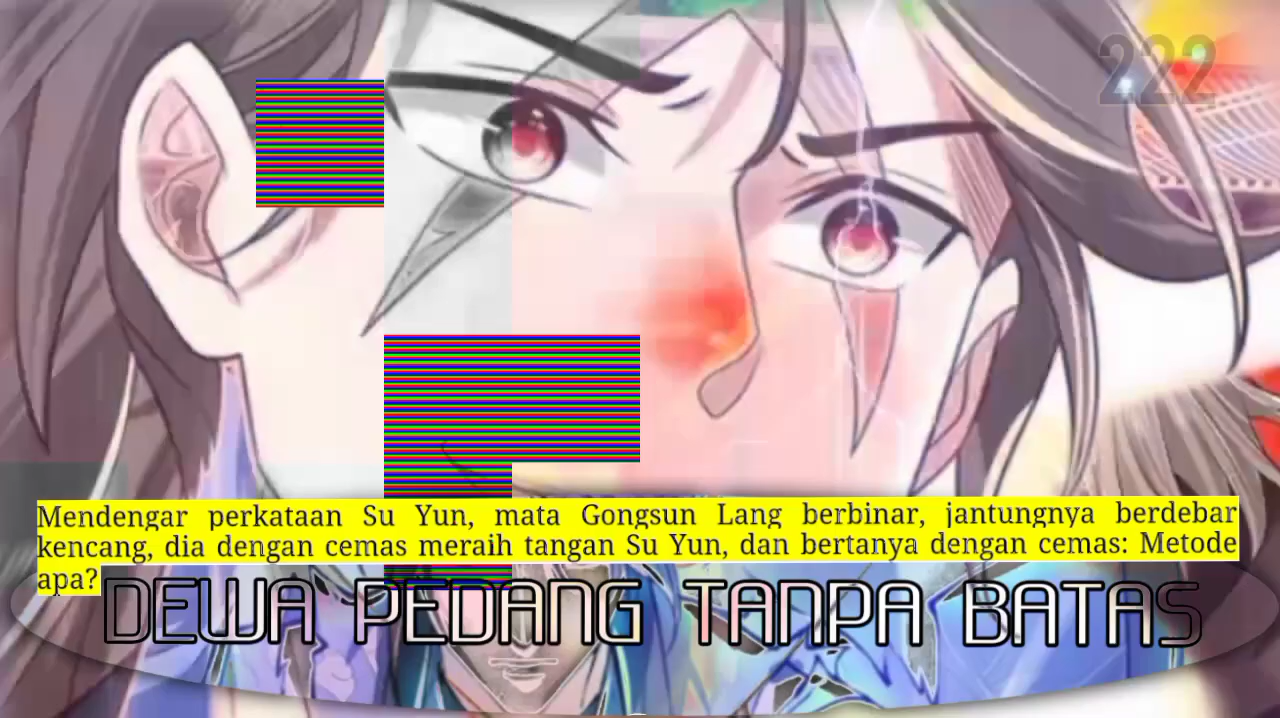 222
Mendengar perkataan Su Yun, mata Gongsun Lang berbinar, jantungnya berdebar
kencang, dia dengan cemas meraih tangan Su Yun, dan bertanya dengan cemas: Metode
apa?
DEWA PEDANG TANPA BATAS